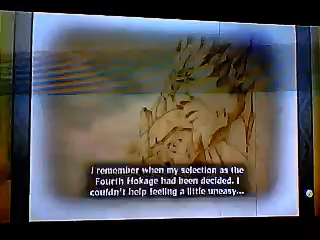 I remember when my selection as the
Fourth Hokage had been decided. I
couldn't help feeling a little uneasy...